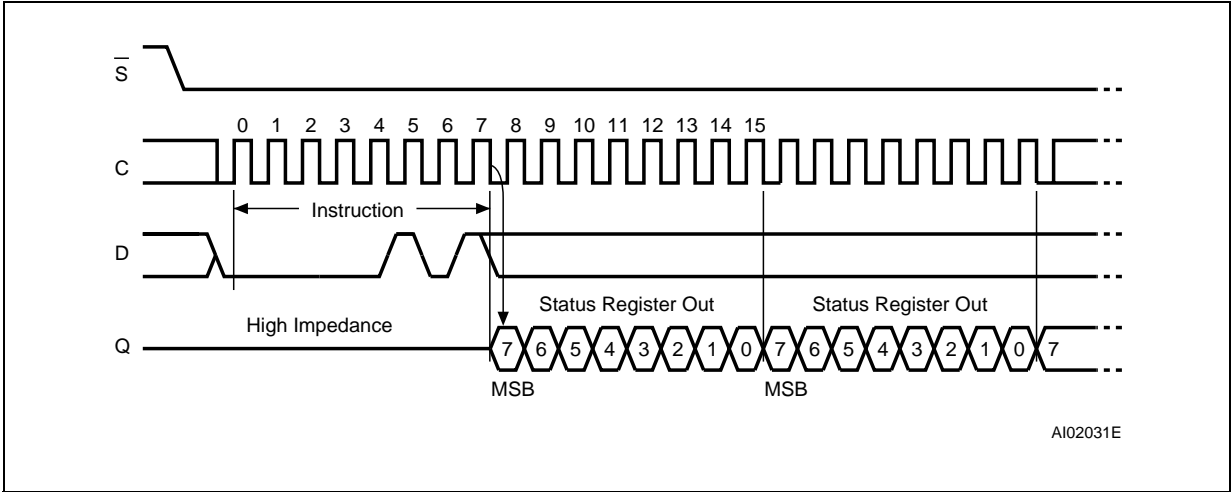 S
0 1 2 3 4 5 6 7 8 9 10 11 12 13 14 15
C
Instruction
D
Status Register Out Status Register Out
High Impedance
Q 7 6 5 4 3 2 1 0 7 6 5 4 3 2 1 0 7
MSB MSB
AI02031E